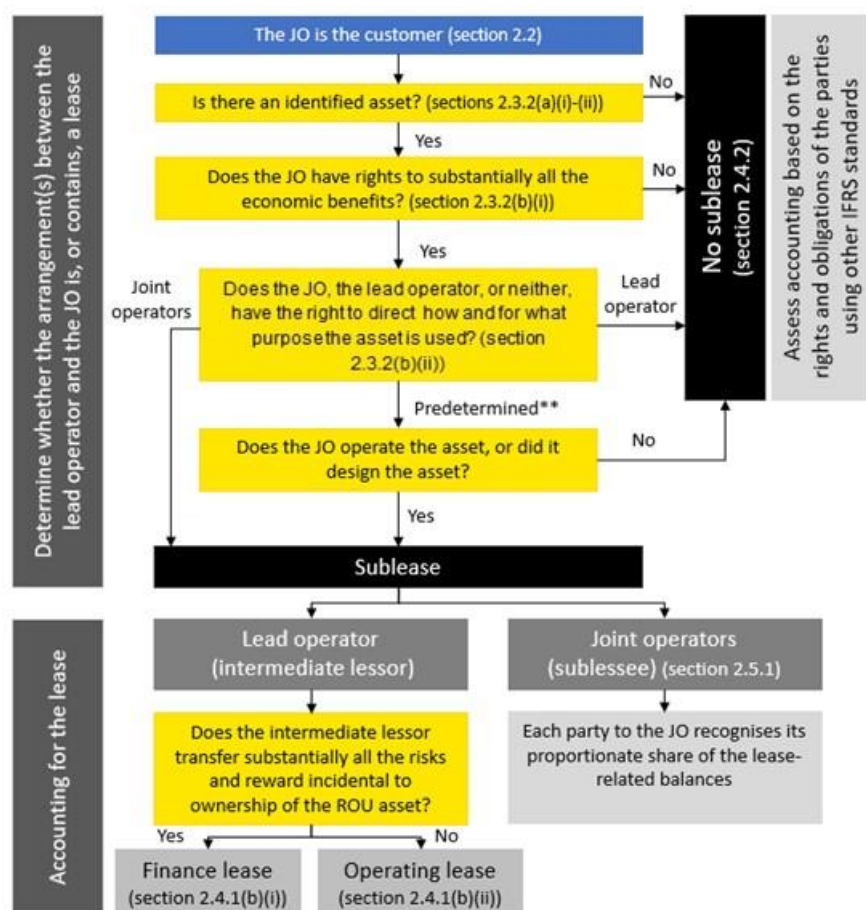 Determine whether the arrangement(s) between the
lead operator and the JO is, or contains, a lease
The JO is the customer (section 2.2)
No
Is there an identified asset? (sections 2.3.2(a)(i)-(ii))
Yes
Does the JO have rights to substantially all the
economic benefits? (section 2.3.2(b)(i))
No
Yes
Joint
operators
Does the JO, the lead operator, or neither,
have the right to direct how and for what
purpose the asset is used? (section
2.3.2(b)(ii))
Lead
operator
Predetermined**
Does the JO operate the asset, or did it
design the asset?
No
Yes
No sublease
(section 2.4.2)
Assess accounting based on the
rights and obligations of the parties
using other IFRS standards
Sublease
Accounting for the lease
Lead operator
(intermediate lessor)
Joint operators
(sublessee) (section 2.5.1)
Does the intermediate lessor
transfer substantially all the risks
and reward incidental to
ownership of the ROU asset?
Each party to the JO recognises its
proportionate share of the lease-
related balances
Yes
No
Finance lease
(section 2.4.1(b)(i))
Operating lease
(section 2.4.1(b)(ii))